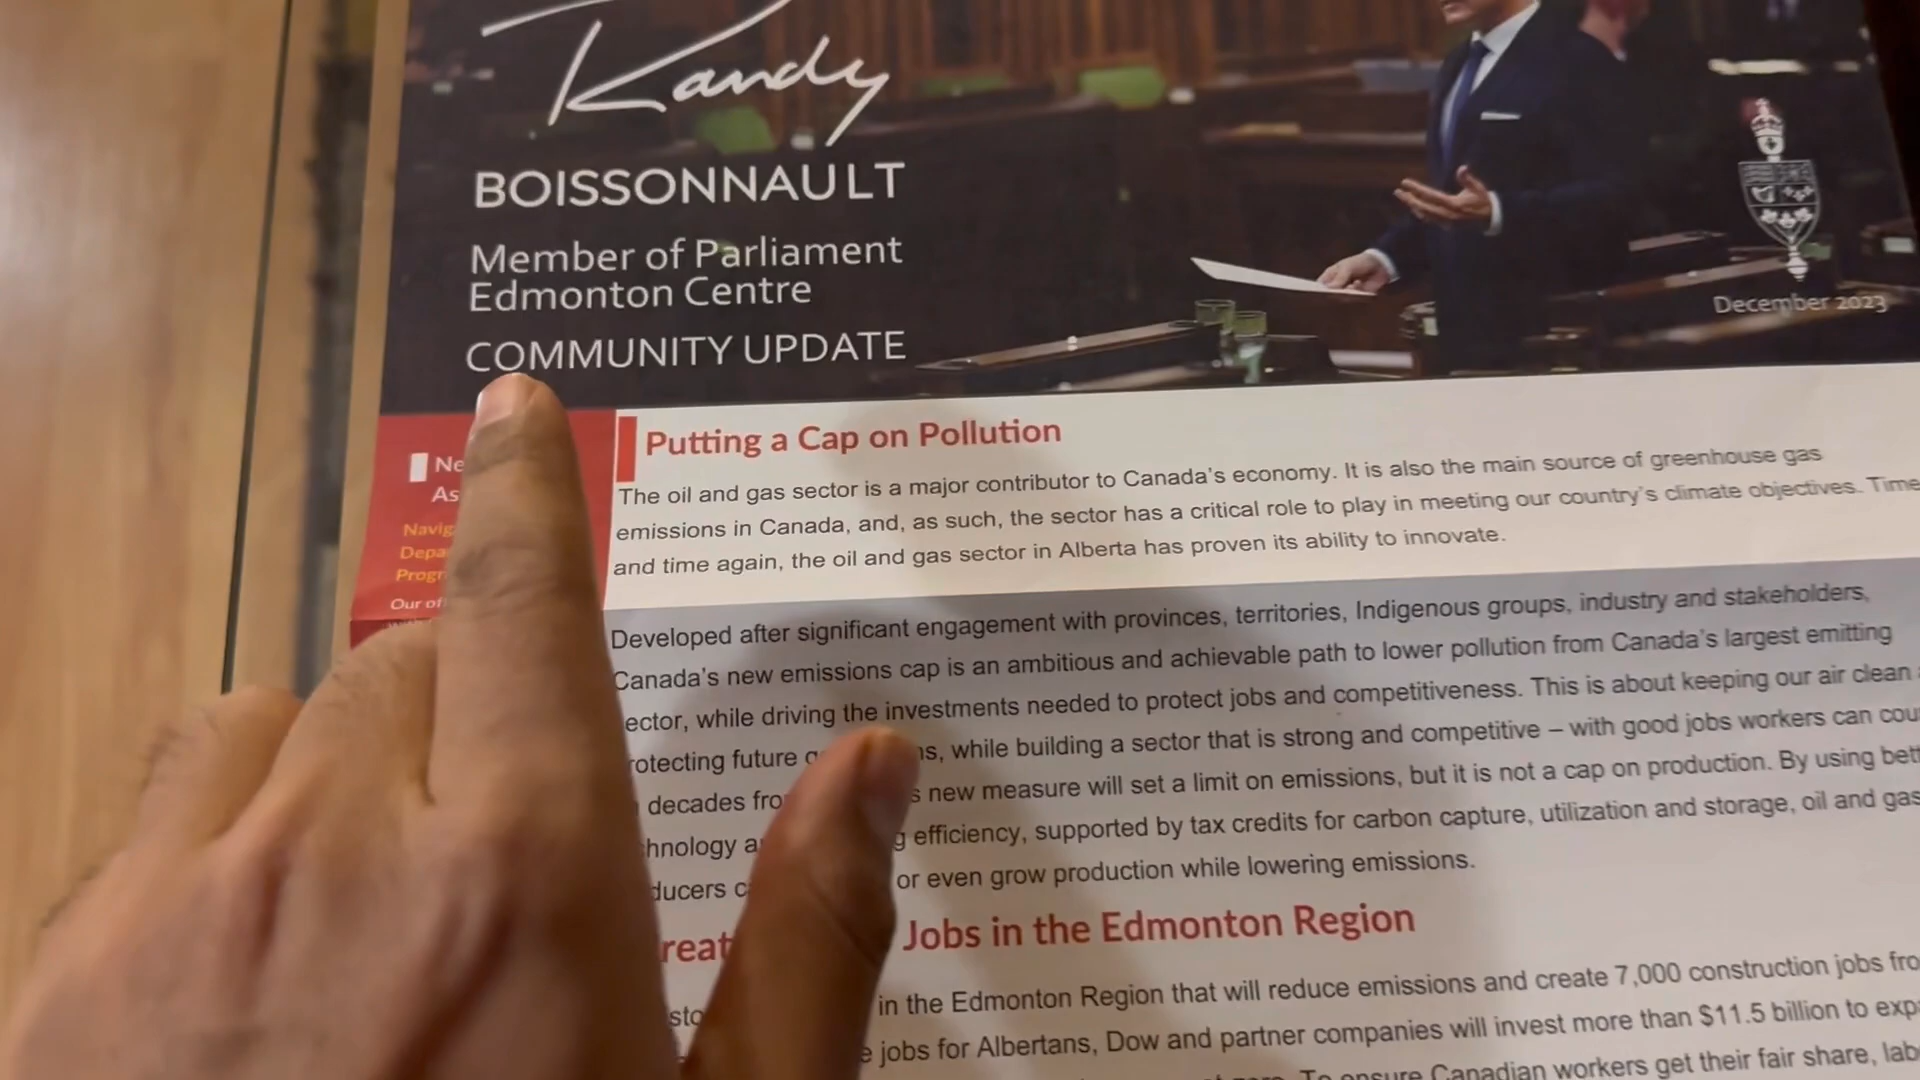 Randy
BOISSONNAULT
Member of Parliament
Edmonton Centre
COMMUNITY UPDATE
December 2023
Putting a Cap on Pollution
The oil and gas sector is a major contributor to Canada's economy. It is also the main source of greenhouse gas
emissions in Canada, and, as such, the sector has a critical role to play in meeting our country's climate objectives. Time
and time again, the oil and gas sector in Alberta has proven its ability to innovate.
Developed after significant engagement with provinces, territories, Indigenous groups, industry and stakeholders,
Canada's new emissions cap is an ambitious and achievable path to lower pollution from Canada's largest emitting
ector, while driving the investments needed to protect jobs and competitiveness. This is about keeping our air clean
rotecting future, while building a sector that is strong and competitive – with good jobs workers can
decades new measure will set a limit on emissions, but it is not a cap on production. By using
efficiency, supported by tax credits for carbon capture, utilization and storage, oil and gas
or even grow production while lowering emissions.
Jobs in the Edmonton Region
in the Edmonton Region that will reduce emissions and create 7,000 construction jobs
jobs for Albertans, Dow and partner companies will invest more than $11.5 billion to
To ensure Canadian workers get their fair share,
Ne
As
Navig
Depa
Progr
Our of